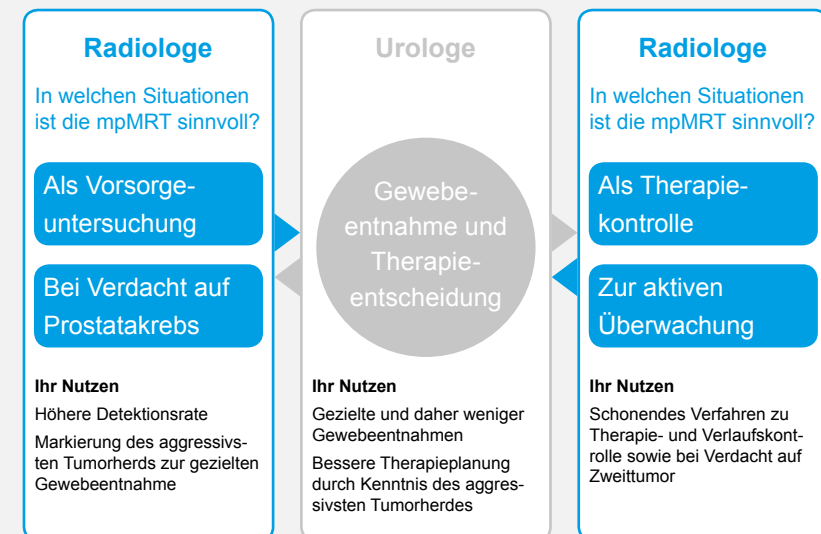 Radiologe
In welchen Situationen
ist die mpMRT sinnvoll?
Als Vorsorge-
untersuchung
Bei Verdacht auf
Prostatakrebs
Ihr Nutzen
Höhere Detektionsrate
Markierung des aggressivs-
ten Tumorherds zur gezielten
Gewebeentnahme
Urologe
Gewebe-
entnahme und
Therapie-
entscheidung
Ihr Nutzen
Gezielte und daher weniger
Gewebeentnahmen
Bessere Therapieplanung
durch Kenntnis des aggres-
sivsten Tumorherdes
Radiologe
In welchen Situationen
ist die mpMRT sinnvoll?
Als Therapie-
kontrolle
Zur aktiven
Überwachung
Ihr Nutzen
Schonendes Verfahren zu
Therapie- und Verlaufskont-
rolle sowie bei Verdacht auf
Zweittumor